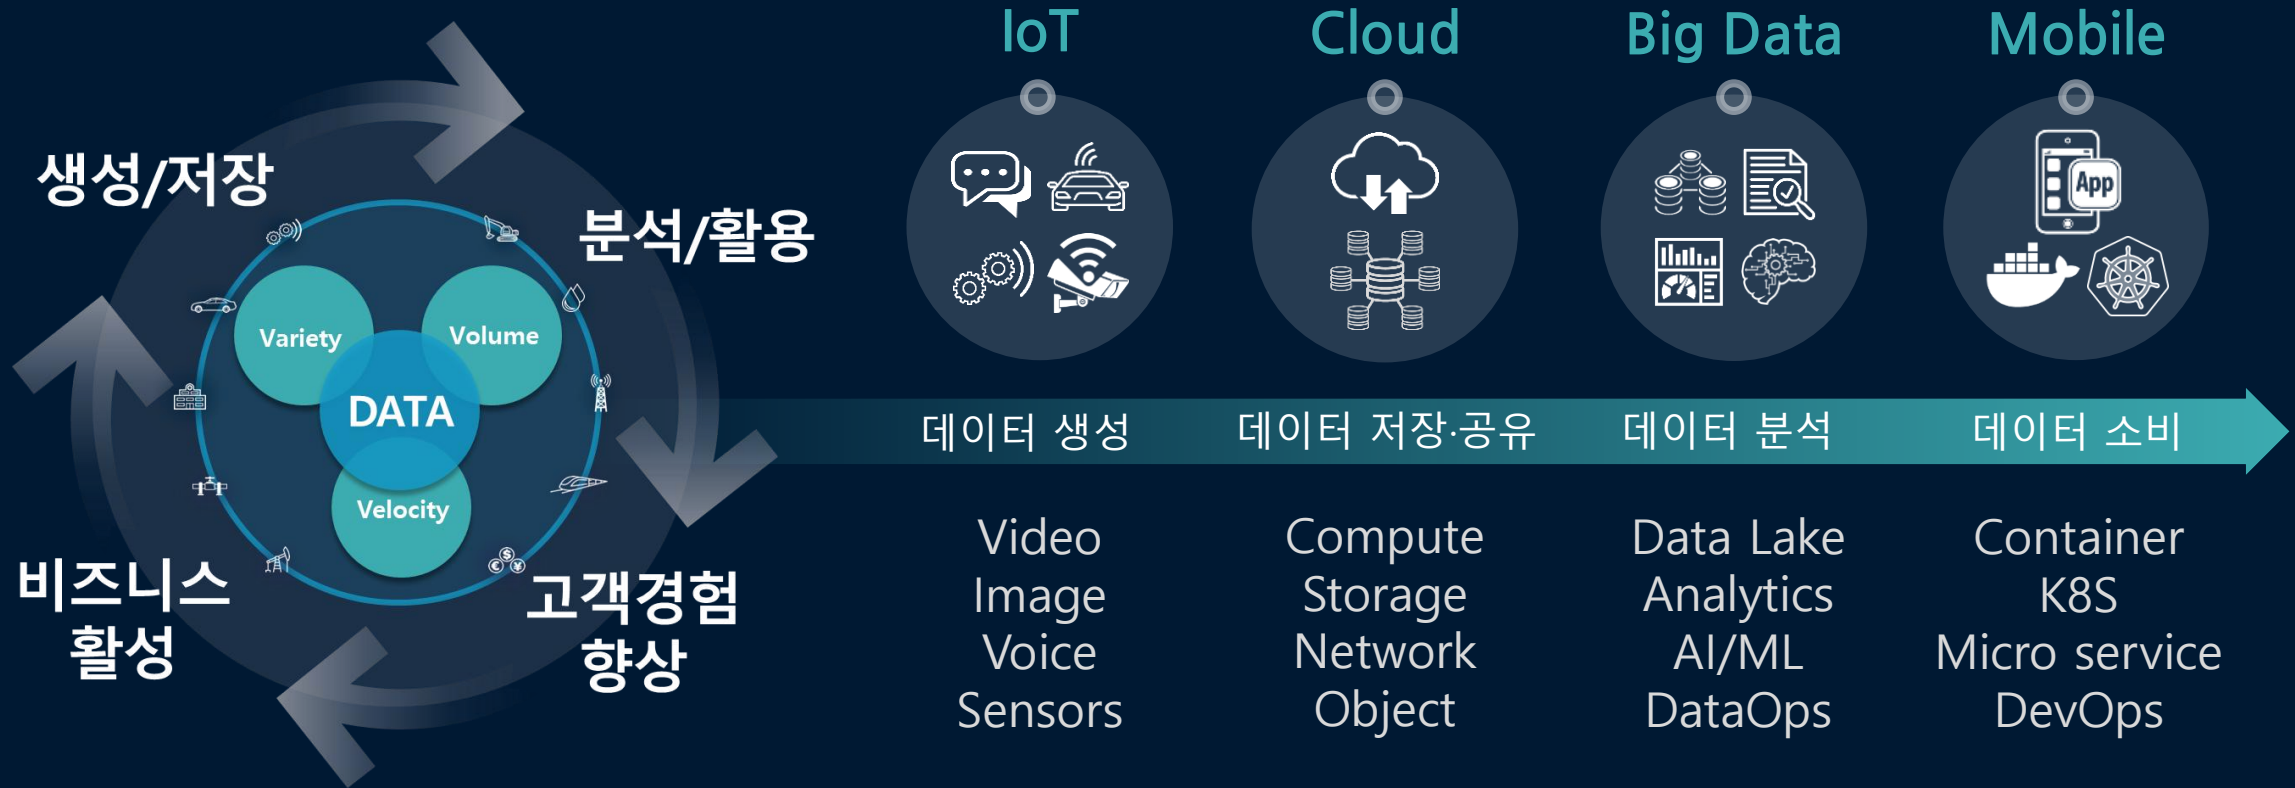 생성/저장
분석/활용
Variety
Volume
DATA
Velocity
비즈니스
활성
고객경험
향상
IoT
Cloud
Big Data
Mobile
App
데이터 생성
데이터 저장·공유
데이터 분석
데이터 소비
Video
Image
Voice
Sensors
Compute
Storage
Network
Object
Data Lake
Analytics
AI/ML
DataOps
Container
K8S
Micro service
DevOps